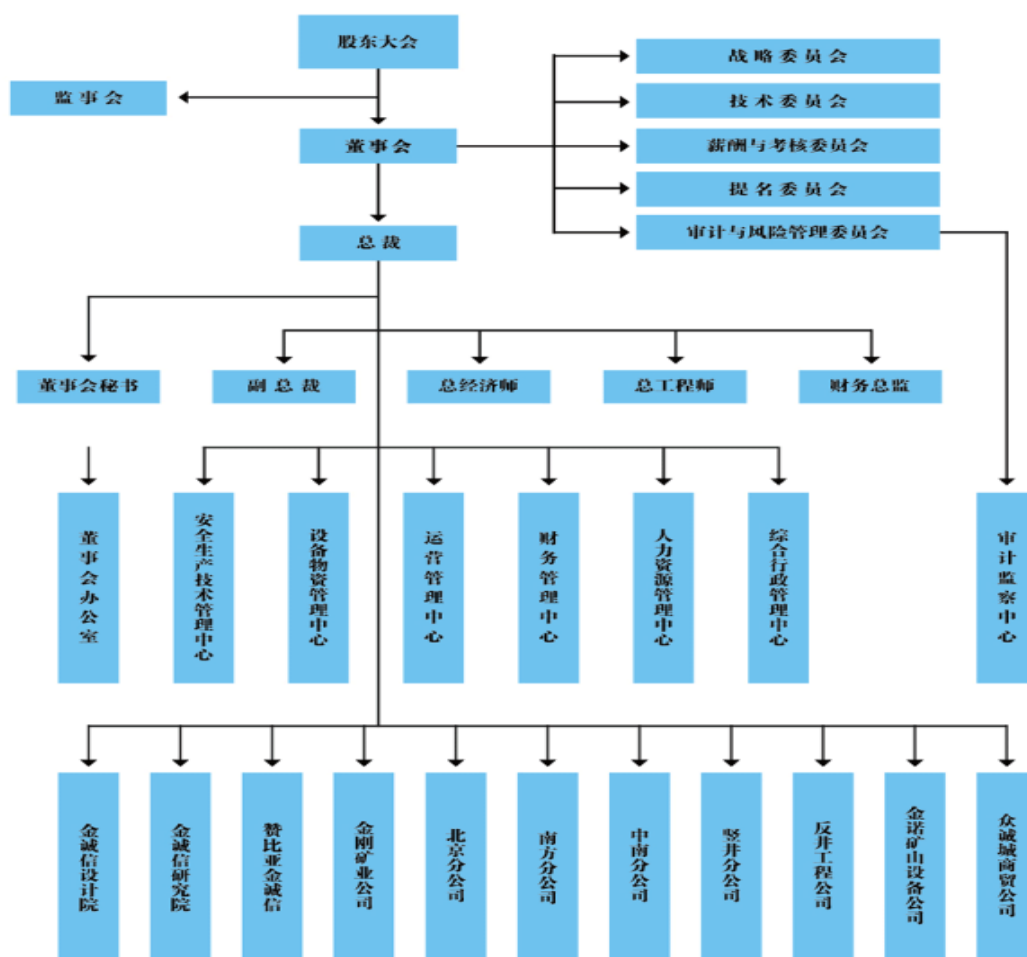 股东大会
战略委员会
监事会
技术委员会
董事会
薪酬与考核委员会
提名委员会
总裁
审计与风险管理委员会
董事会秘书
副总裁
总经济师
总工程师
财务总监
董事会办公室
安全生产技术管理中心
设备物资管理中心
运营管理中心
财务管理中心
人力资源管理中心
综合行政管理中心
审计监察中心
金诚信设计院
金诚信研究院
赞比亚金诚信
金刚矿业公司
北京分公司
南方分公司
中南分公司
竖井分公司
反井工程公司
金诺矿山设备公司
众诚城商贸公司